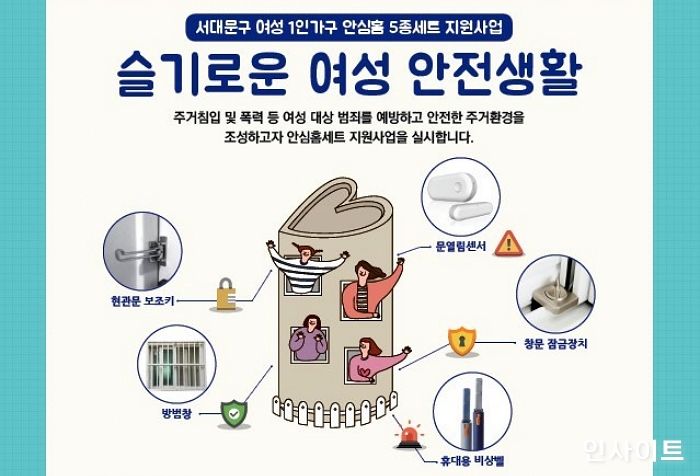 서대문구 여성 1인가구 안심홈 5종세트 지원사업
슬기로운 여성 안전생활
주거침입 및 폭력 등 여성 대상 범죄를 예방하고 안전한 주거환경을
조성하고자 안심홈세트 지원사업을 실시합니다.
문열림센서
현관문 보조키
창문 잠금장치
방범창
휴대용 비상벨
인사이트